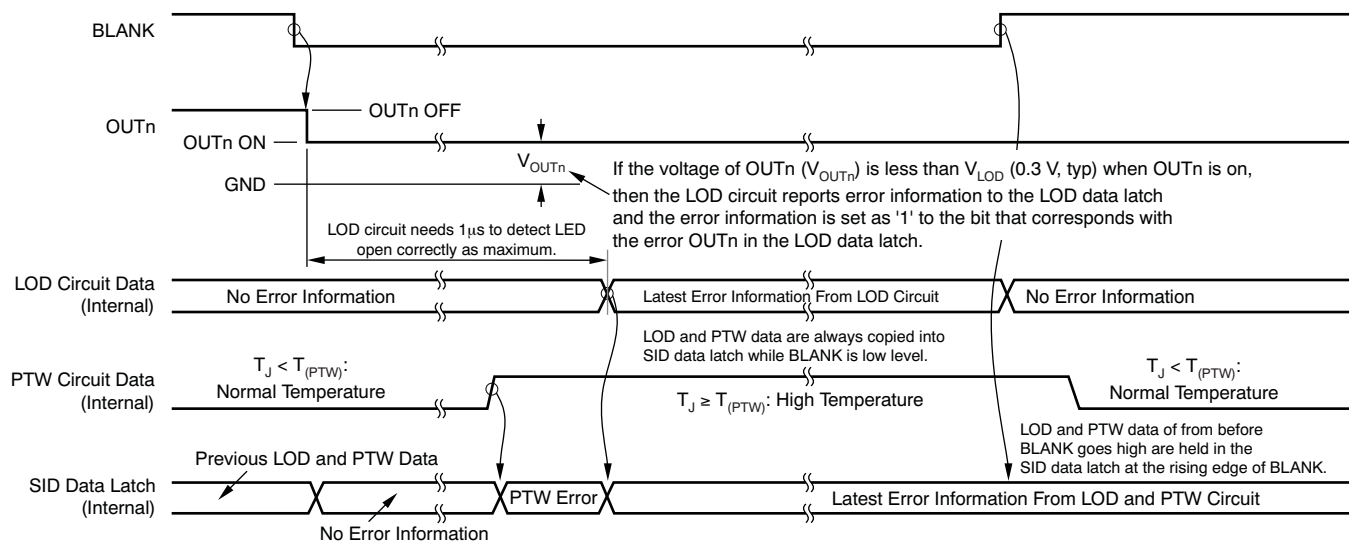 BLANK
OUTn
OUTn OFF
OUTn ON
GND
V_OUTn
If the voltage of OUTn (V_OUTn) is less than V_LOD (0.3 V, typ) when OUTn is on,
then the LOD circuit reports error information to the LOD data latch
and the error information is set as '1' to the bit that corresponds with
the error OUTn in the LOD data latch.
LOD circuit needs 1µs to detect LED
open correctly as maximum.
LOD Circuit Data
(Internal)
No Error Information
Latest Error Information From LOD Circuit
No Error Information
LOD and PTW data are always copied into
SID data latch while BLANK is low level.
PTW Circuit Data
(Internal)
T_J < T_(PTW):
Normal Temperature
T_J ≥ T_(PTW): High Temperature
T_J < T_(PTW):
Normal Temperature
LOD and PTW data of from before
BLANK goes high are held in the
SID data latch at the rising edge of BLANK.
Previous LOD and PTW Data
SID Data Latch
(Internal)
PTW Error
Latest Error Information From LOD and PTW Circuit
No Error Information